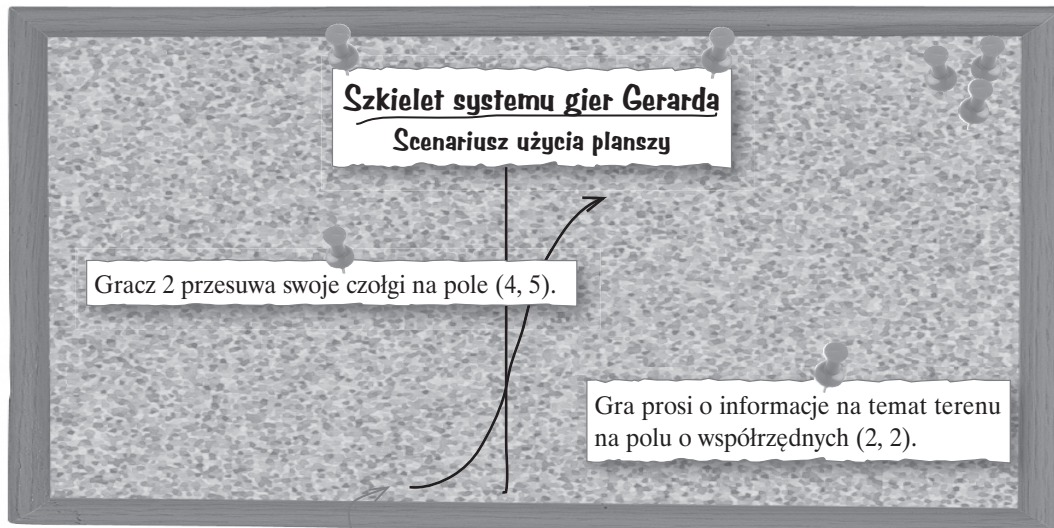 Szkielet systemu gier Gerarda
Scenariusz użycia planszy
Gracz 2 przesuwa swoje czołgi na pole (4, 5).
Gra prosi o informacje na temat terenu
na polu o współrzędnych (2, 2).